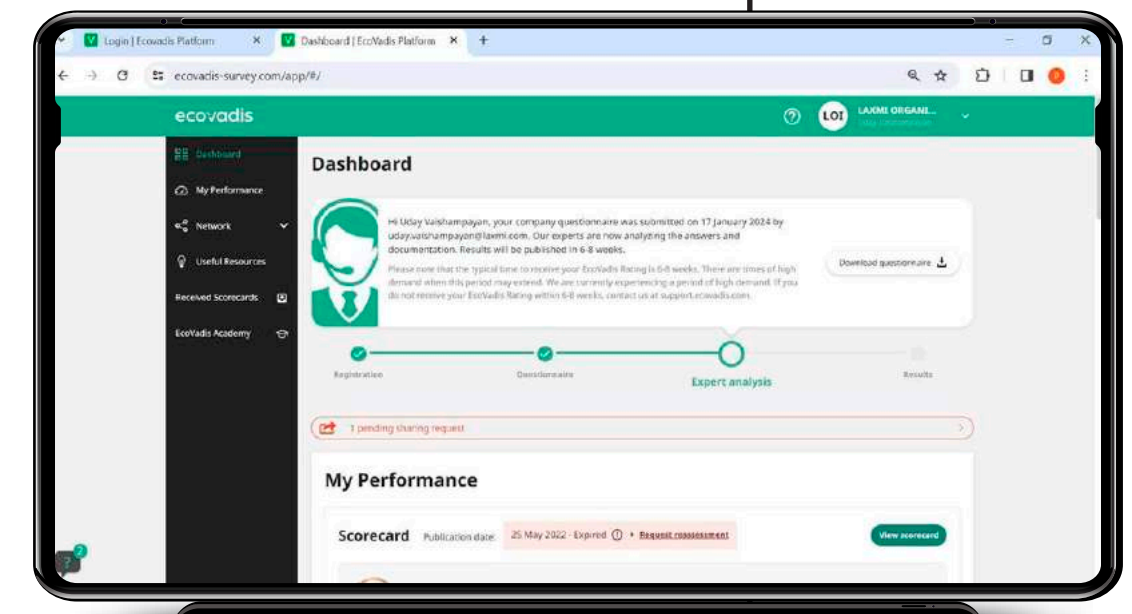 Login | Ecovadis Platform
Dashboard | EcoVadis Platform
ecovadis-survey.com/app/#/
ecovadis
LOI
LAXMI ORGANI...
Dashboard
My Performance
Network
Useful Resources
Received Scorecards
EcoVadis Academy
Dashboard
Hi Uday Vaishampayan, your company questionnaire was submitted on 17 January 2024 by
uday.vaishampayan@laxmi.com. Our experts are now analyzing the answers and
documentation. Results will be published in 6-8 weeks.
Please note that the typical time to receive your EcoVadis Rating is 6-8 weeks. There are times of high
demand when this period may extend. We are currently experiencing a period of high demand. If you
do not receive your EcoVadis Rating within 6-8 weeks, contact us at support.ecovadis.com.
Download questionnaire
Registration
Questionnaire
Expert analysis
Results
1 pending sharing request
My Performance
Scorecard
Publication date:
25 May 2022 - Expired
Request reassessment
View scorecard
2